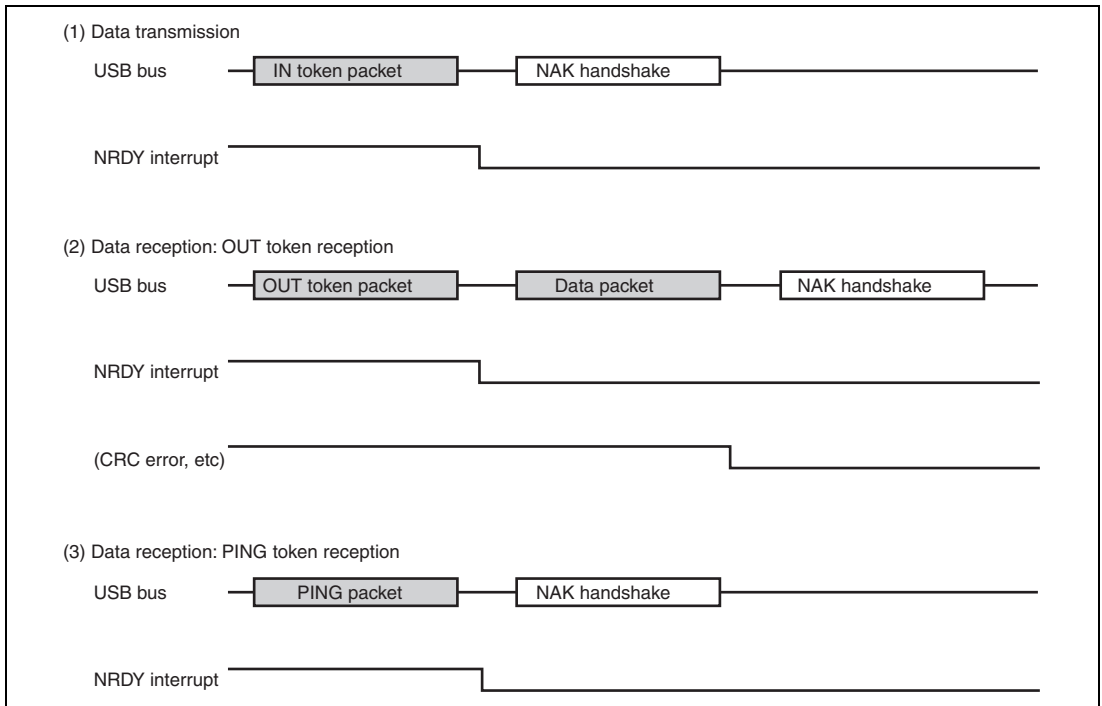 (1) Data transmission
USB bus IN token packet NAK handshake
NRDY interrupt
(2) Data reception: OUT token reception
USB bus OUT token packet Data packet NAK handshake
NRDY interrupt
(CRC error, etc)
(3) Data reception: PING token reception
USB bus PING packet NAK handshake
NRDY interrupt